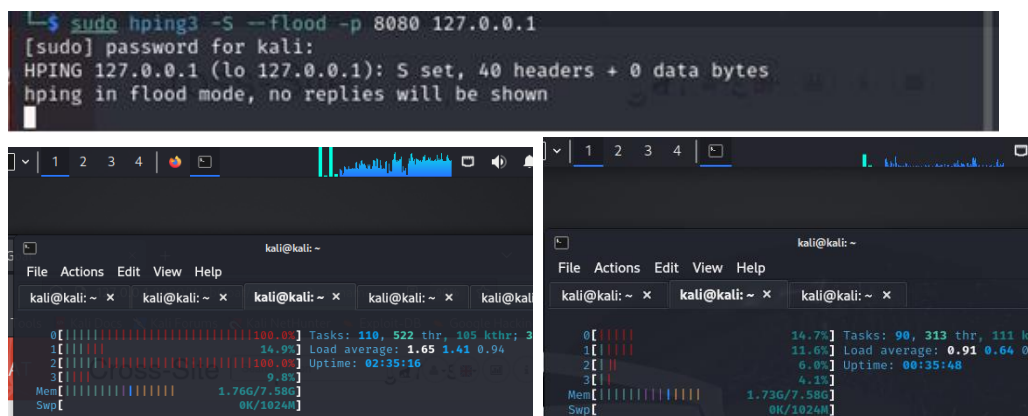 └─$ sudo hping3 -S --flood -p 8080 127.0.0.1
[sudo] password for kali:
HPING 127.0.0.1 (lo 127.0.0.1): S set, 40 headers + 0 data bytes
hping in flood mode, no replies will be shown
1 2 3 4
kali@kali: ~
File Actions Edit View Help
kali@kali: ~ × kali@kali: ~ × kali@kali: ~ × kali@kali: ~ × kali@kal
0[|||||||||||||||||||||||||100.0%] Tasks: 110, 522 thr, 105 kthr; 3
1[|||||| 14.9%] Load average: 1.65 1.41 0.94
2[|||||||||||||||||||||||||100.0%] Uptime: 02:35:16
3[|||| 9.8%]
Mem[|||||||||||||||| 1.76G/7.58G]
Swp[ 0K/1024M]
Cross-Site
1 2 3 4
kali@kali: ~
File Actions Edit View Help
kali@kali: ~ × kali@kali: ~ × kali@kali: ~ ×
0[||||| 14.7%] Tasks: 90, 313 thr, 111 k
1[||||| 11.6%] Load average: 0.91 0.64 0
2[||| 6.0%] Uptime: 00:35:48
3[|| 4.1%]
Mem[|||||||||||||||| 1.73G/7.58G]
Swp[ 0K/1024M]